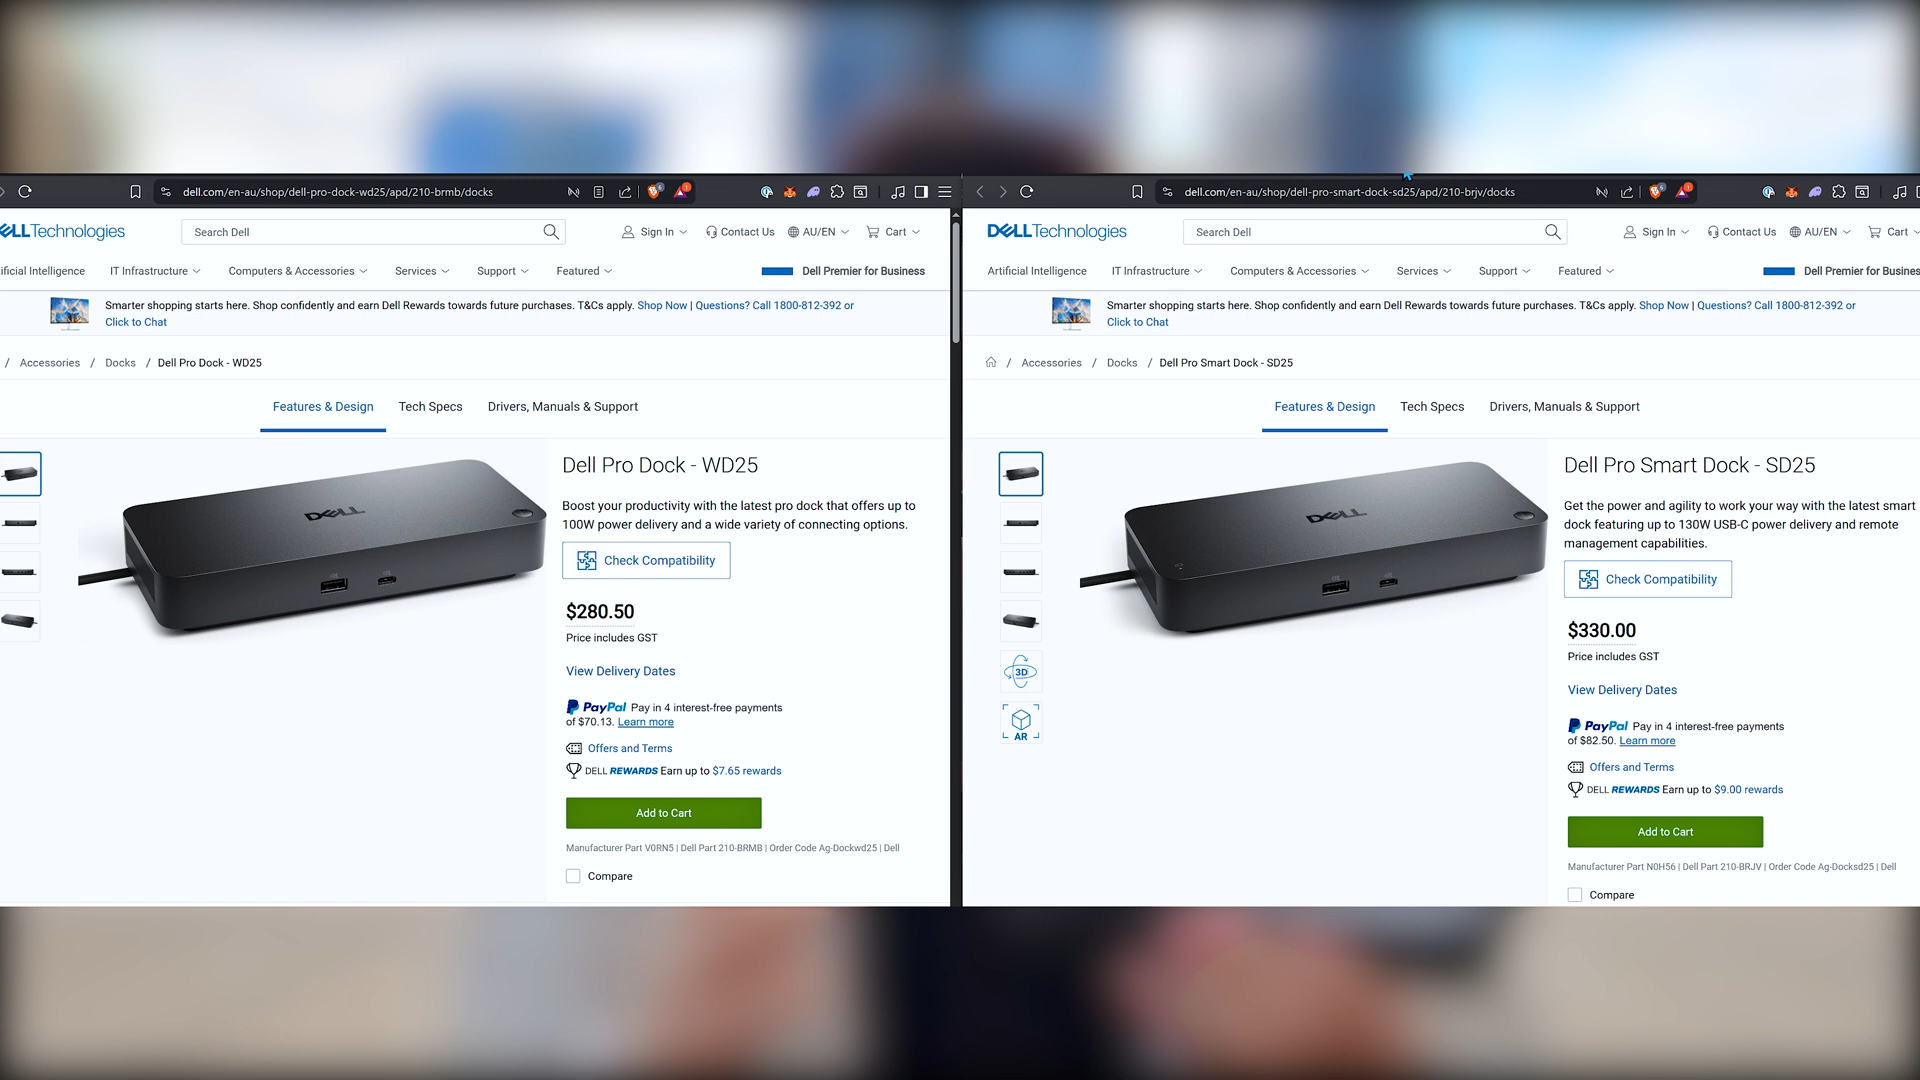 dell.com/en-au/shop/dell-pro-dock-wd25/apd/210-brmb/docks
DELLTechnologies
Search Dell
Sign In
Contact Us
AU/EN
Cart
ificial Intelligence
IT Infrastructure
Computers & Accessories
Services
Support
Featured
Dell Premier for Business
Smarter shopping starts here. Shop confidently and earn Dell Rewards towards future purchases. T&Cs apply. Shop Now | Questions? Call 1800-812-392 or
Click to Chat
/ Accessories / Docks / Dell Pro Dock - WD25
Features & Design
Tech Specs
Drivers, Manuals & Support
DELL
Dell Pro Dock - WD25
Boost your productivity with the latest pro dock that offers up to
100W power delivery and a wide variety of connecting options.
Check Compatibility
$280.50
Price includes GST
View Delivery Dates
PayPal Pay in 4 interest-free payments
of $70.13. Learn more
Offers and Terms
DELL REWARDS Earn up to $7.65 rewards
Add to Cart
Manufacturer Part V0RN5 | Dell Part 210-BRMB | Order Code Ag-Dockwd25 | Dell
Compare
dell.com/en-au/shop/dell-pro-smart-dock-sd25/apd/210-brjv/docks
DELLTechnologies
Search Dell
Sign In
Contact Us
AU/EN
Cart
Artificial Intelligence
IT Infrastructure
Computers & Accessories
Services
Support
Featured
Dell Premier for Busines
Smarter shopping starts here. Shop confidently and earn Dell Rewards towards future purchases. T&Cs apply. Shop Now | Questions? Call 1800-812-392 or
Click to Chat
/ Accessories / Docks / Dell Pro Smart Dock - SD25
Features & Design
Tech Specs
Drivers, Manuals & Support
3D
AR
DELL
Dell Pro Smart Dock - SD25
Get the power and agility to work your way with the latest smart
dock featuring up to 130W USB-C power delivery and remote
management capabilities.
Check Compatibility
$330.00
Price includes GST
View Delivery Dates
PayPal Pay in 4 interest-free payments
of $82.50. Learn more
Offers and Terms
DELL REWARDS Earn up to $9.00 rewards
Add to Cart
Manufacturer Part N0H56 | Dell Part 210-BRJV | Order Code Ag-Docksd25 | Dell
Compare